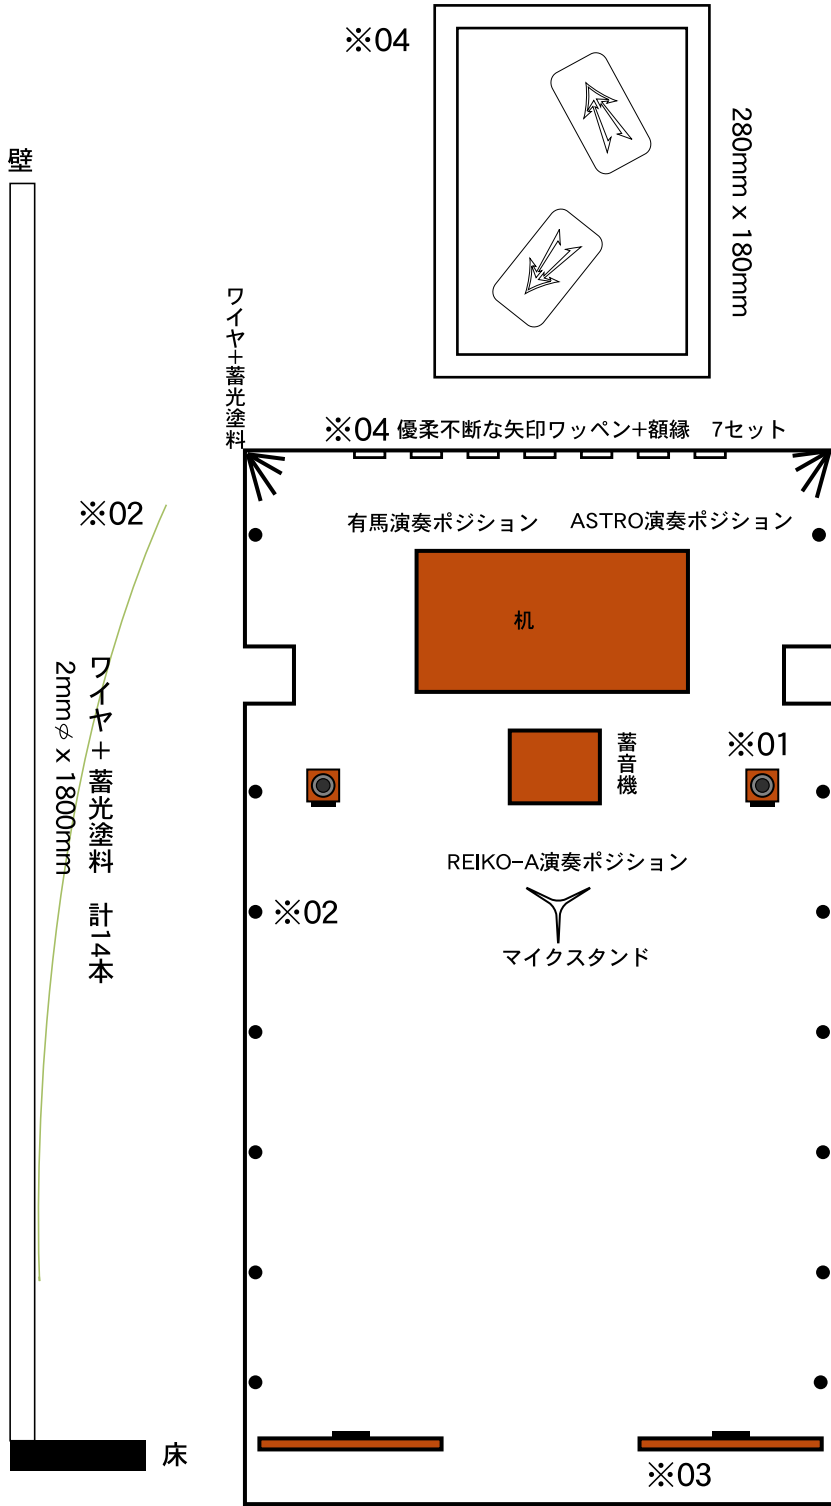 ※04
280mm x 180mm
壁
ワイヤ+蓄光塗料
※04 優柔不断な矢印ワッペン+額縁　7セット
※02
有馬演奏ポジション
ASTRO演奏ポジション
机
ワイヤ+蓄光塗料　計14本
2mmφ x 1800mm
蓄音機
※01
REIKO-A演奏ポジション
※02
マイクスタンド
床
※03